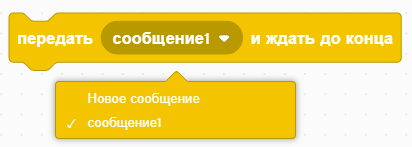 передать сообщение1 и ждать до конца
Новое сообщение
✓ сообщение1